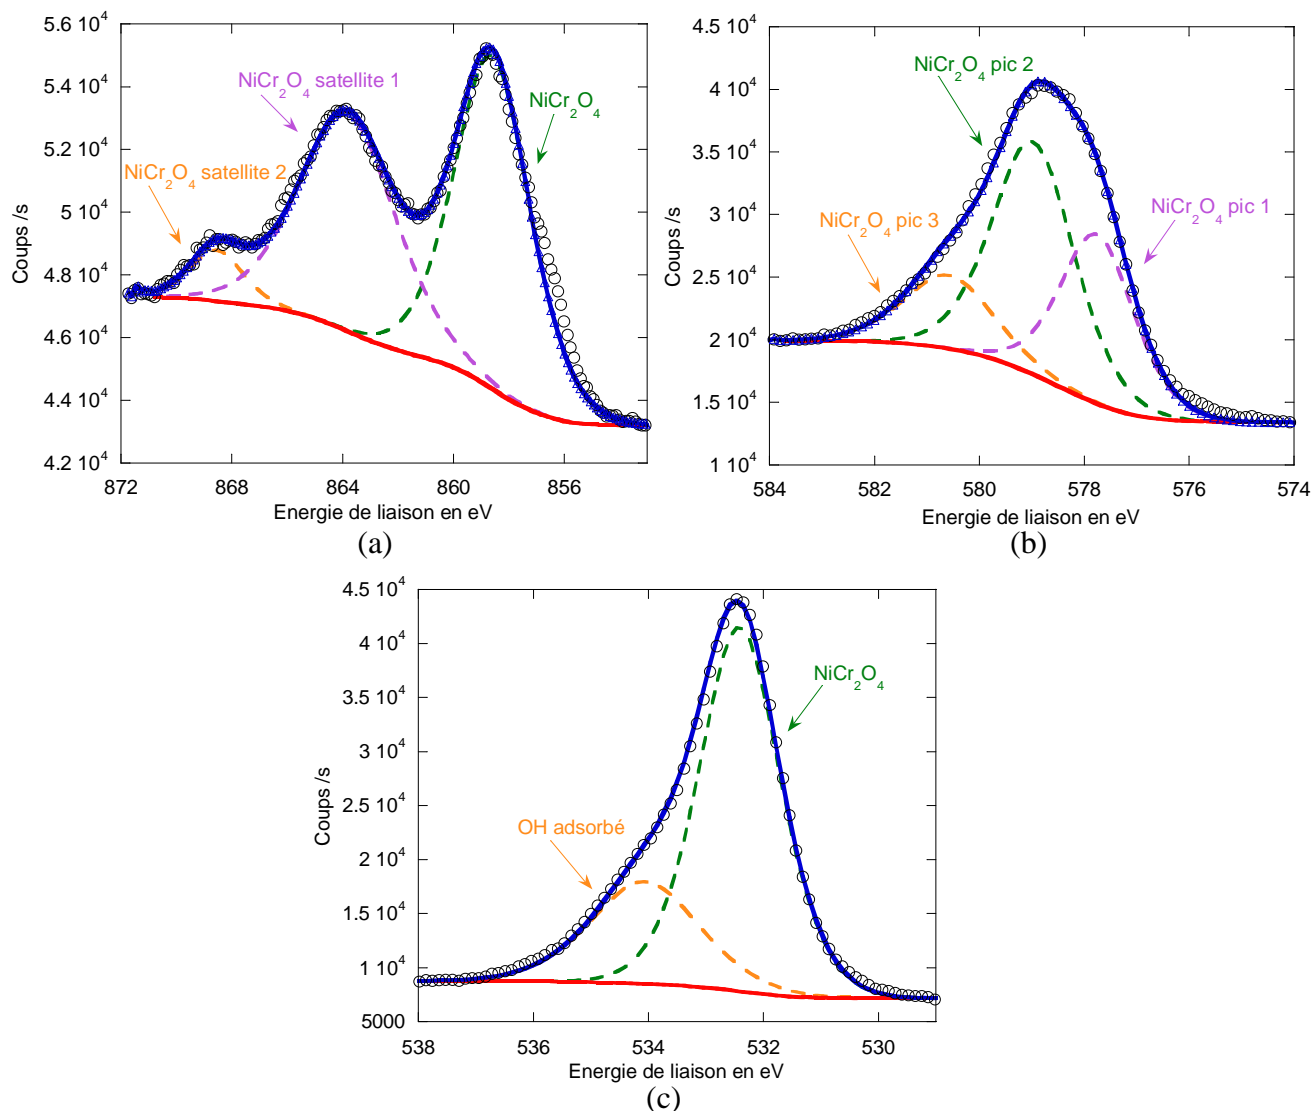 5.6 10⁴
5.4 10⁴
5.2 10⁴
5 10⁴
4.8 10⁴
4.6 10⁴
4.4 10⁴
4.2 10⁴
Coups /s
NiCr₂O₄ satellite 1
NiCr₂O₄
NiCr₂O₄ satellite 2
872 868 864 860 856
Energie de liaison en eV
(a)
4.5 10⁴
4 10⁴
3.5 10⁴
3 10⁴
2.5 10⁴
2 10⁴
1.5 10⁴
1 10⁴
Coups /s
NiCr₂O₄ pic 2
NiCr₂O₄ pic 3
NiCr₂O₄ pic 1
584 582 580 578 576 574
Energie de liaison en eV
(b)
4.5 10⁴
4 10⁴
3.5 10⁴
3 10⁴
2.5 10⁴
2 10⁴
1.5 10⁴
1 10⁴
5000
Coups /s
NiCr₂O₄
OH adsorbé
538 536 534 532 530
Energie de liaison en eV
(c)